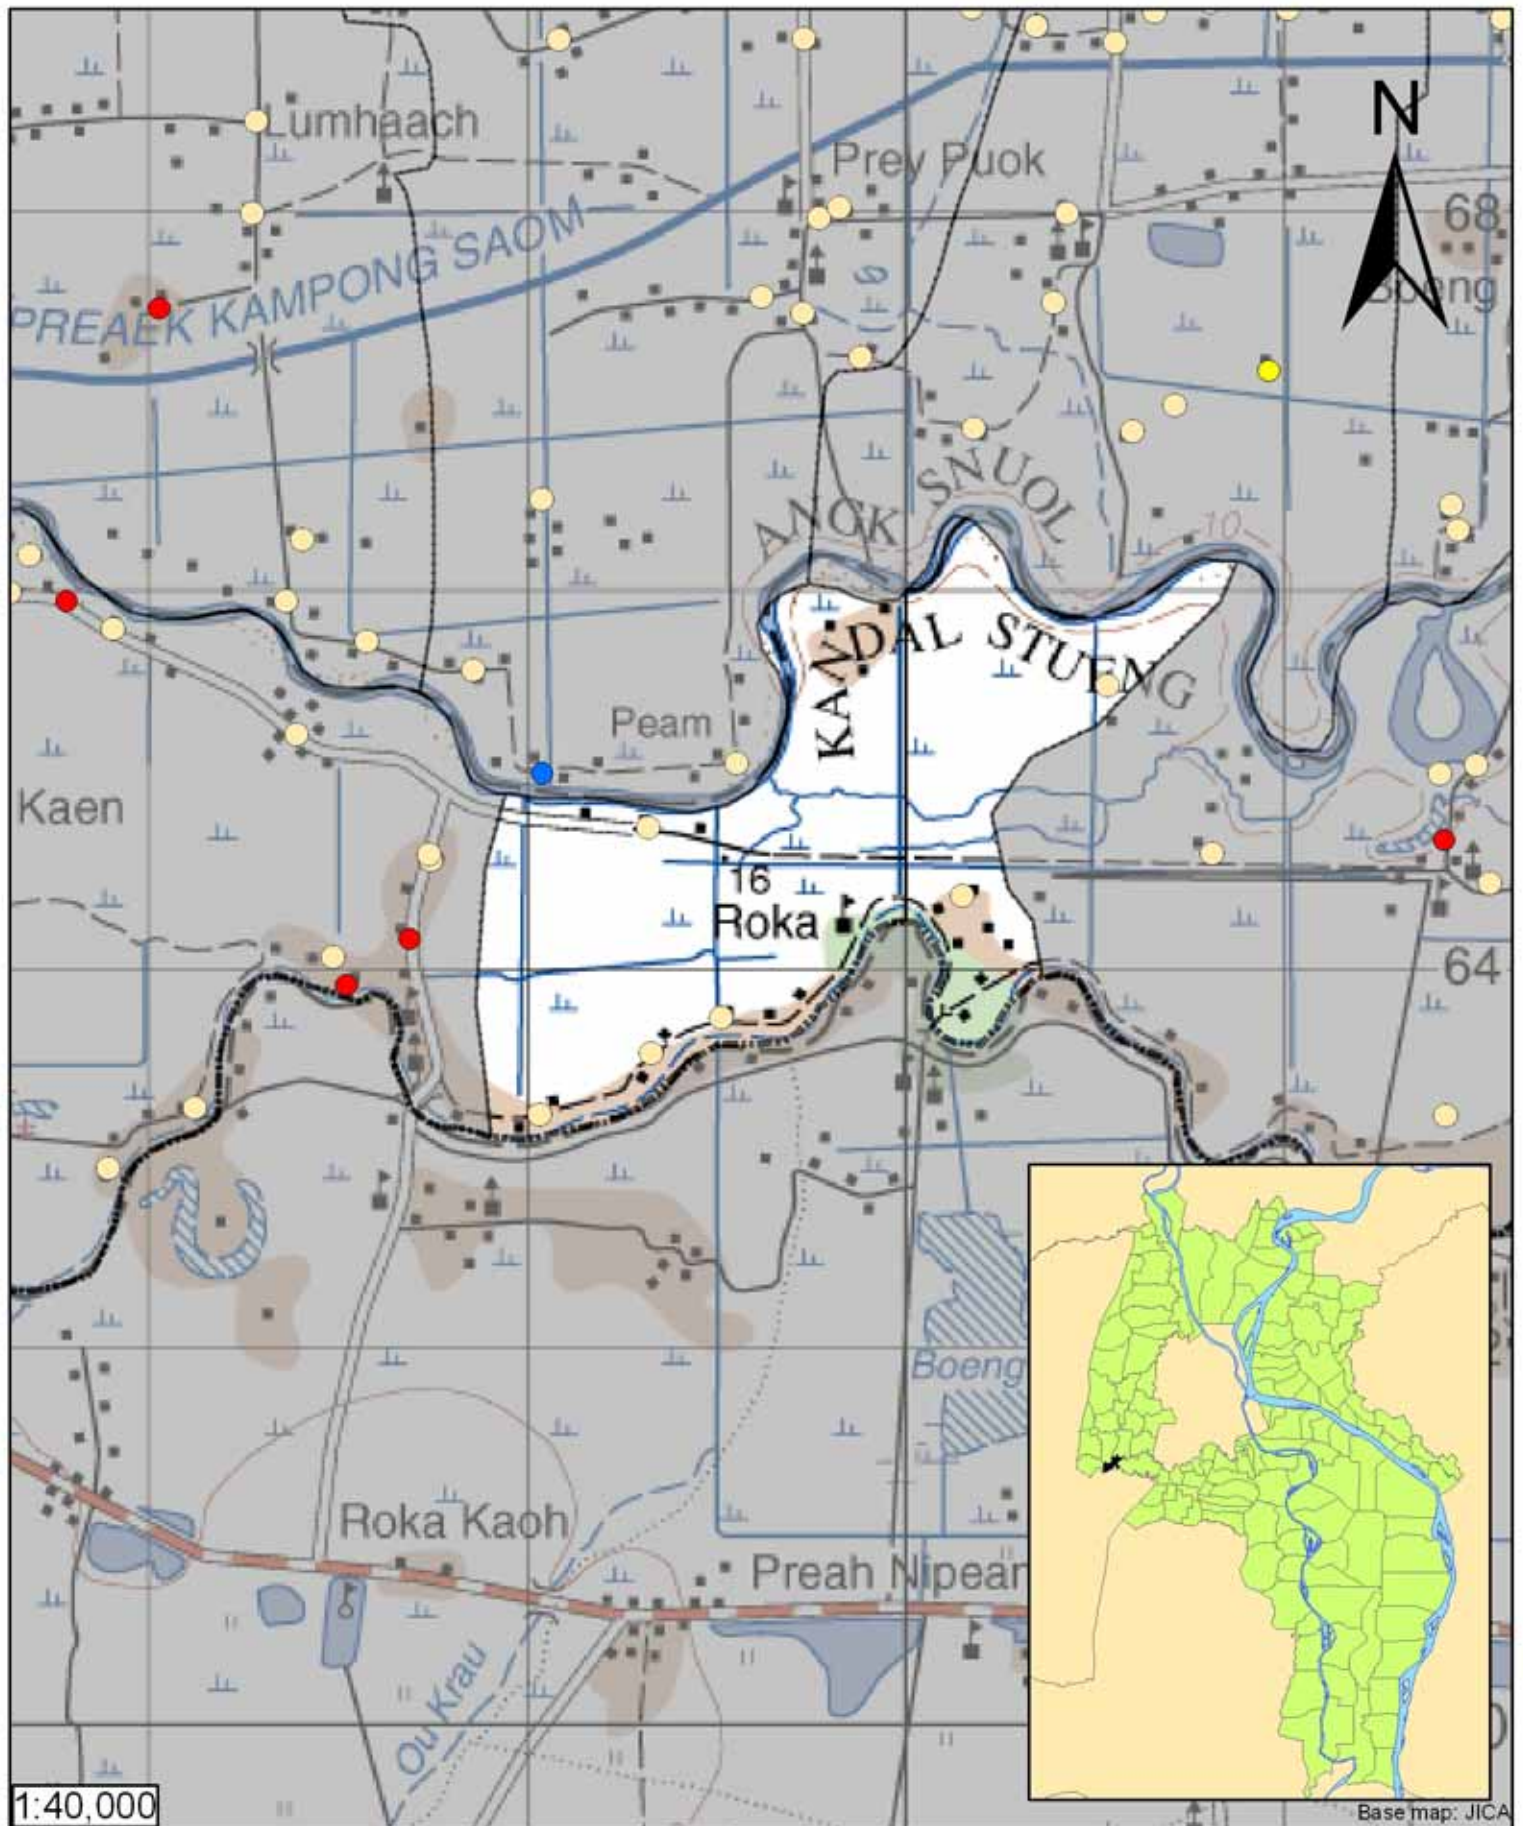 Lumhaach
N
Prey Puok
68
PREAEK KAMPONG SAOM
Boeng
ANGK SNUOL
10
KANDAL STUENG
Peam
Kaen
16
Roka
64
Boeng
Roka Kaoh
Preah Nipean
Ou Krau
1:40,000
Base map: JICA